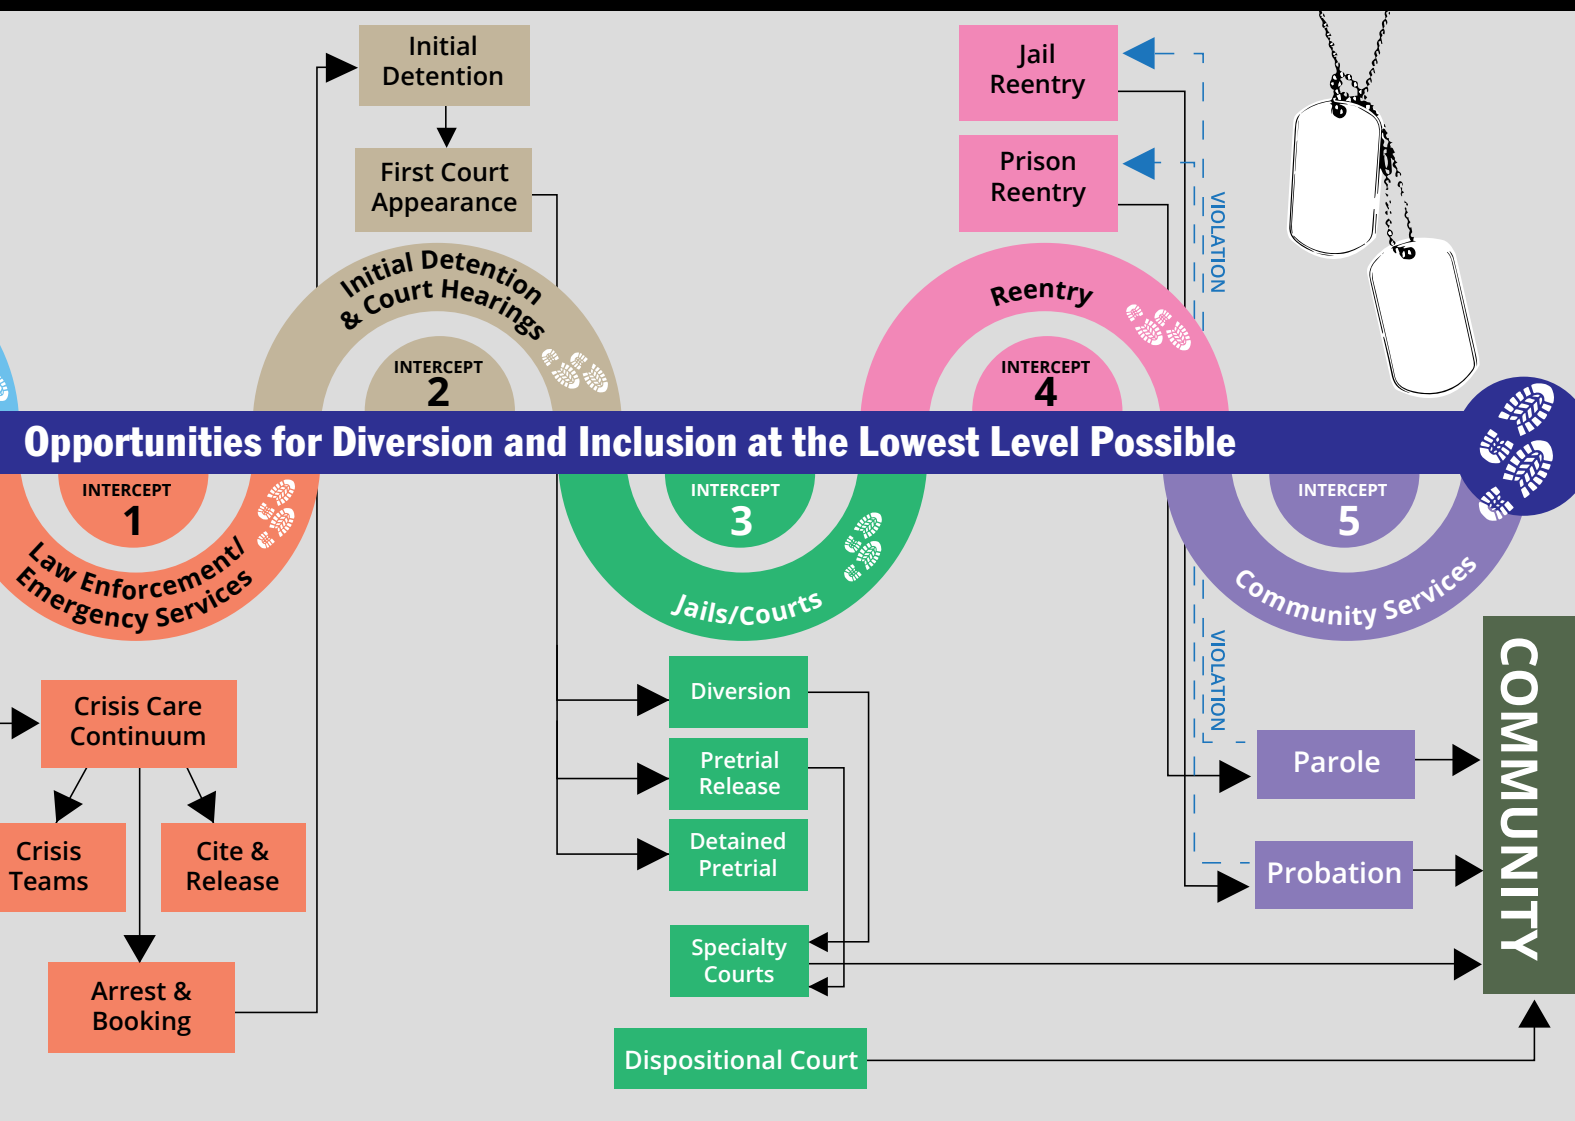 Initial
Detention
First Court
Appearance
Initial Detention
& Court Hearings
INTERCEPT
2
Jail
Reentry
Prison
Reentry
VIOLATION
Reentry
INTERCEPT
4
Opportunities for Diversion and Inclusion at the Lowest Level Possible
INTERCEPT
1
Law Enforcement/
Emergency Services
Crisis Care
Continuum
Crisis
Teams
Cite &
Release
Arrest &
Booking
INTERCEPT
3
Jails/Courts
Diversion
Pretrial
Release
Detained
Pretrial
Specialty
Courts
Dispositional Court
INTERCEPT
5
Community Services
VIOLATION
Parole
Probation
COMMUNITY